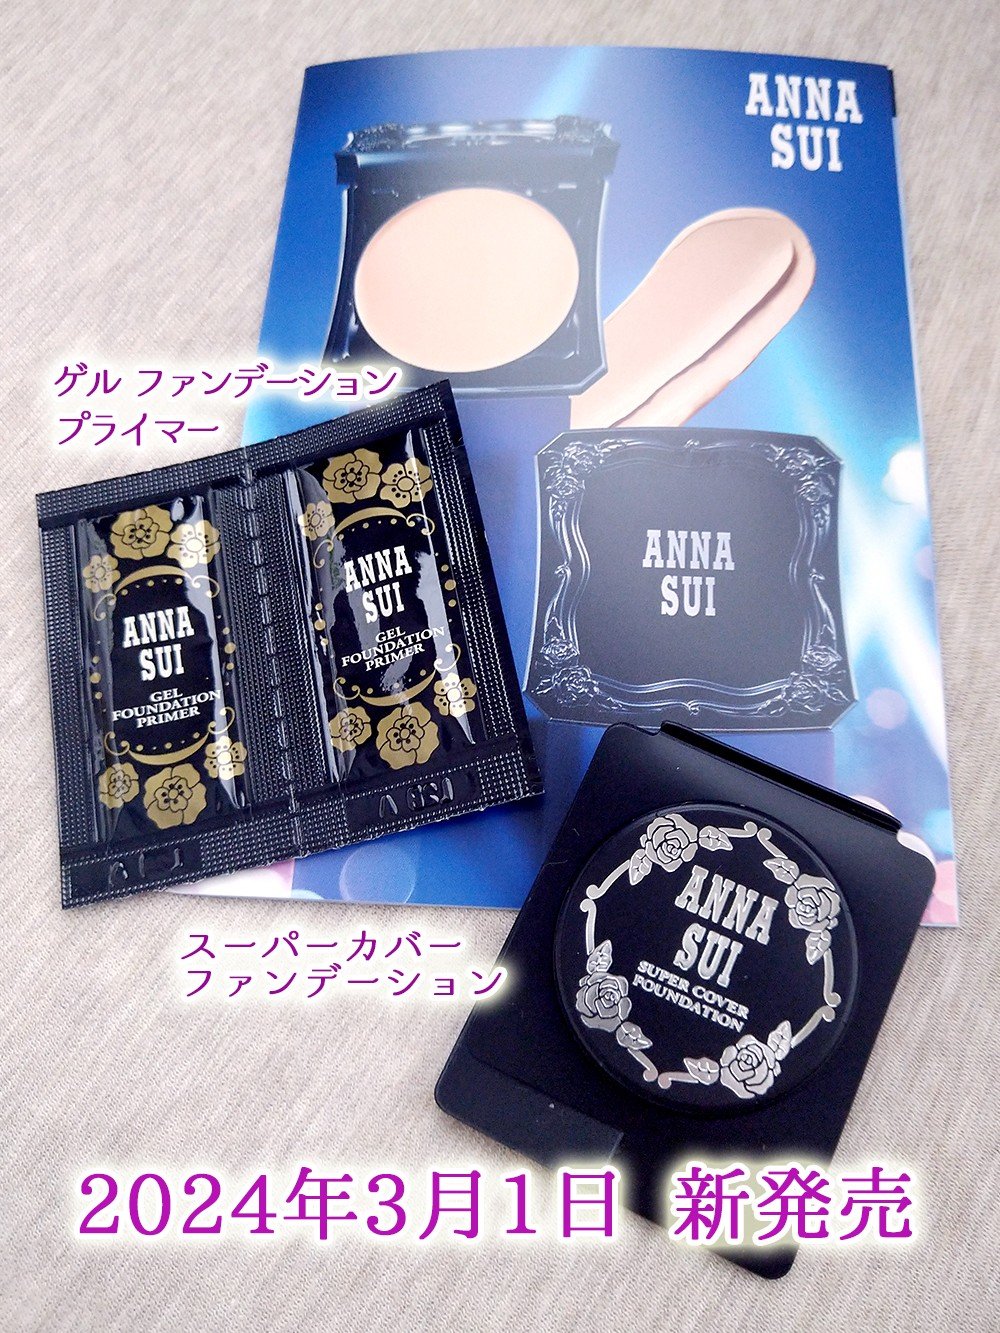 ANNA
SUI
ゲル ファンデーション
プライマー
ANNA
SUI
GEL
FOUNDATION
PRIMER
ANNA
SUI
GEL
FOUNDATION
PRIMER
ANNA
SUI
スーパーカバー
ファンデーション
ANNA
SUI
SUPER COVER
FOUNDATION
2024年3月1日 新発売